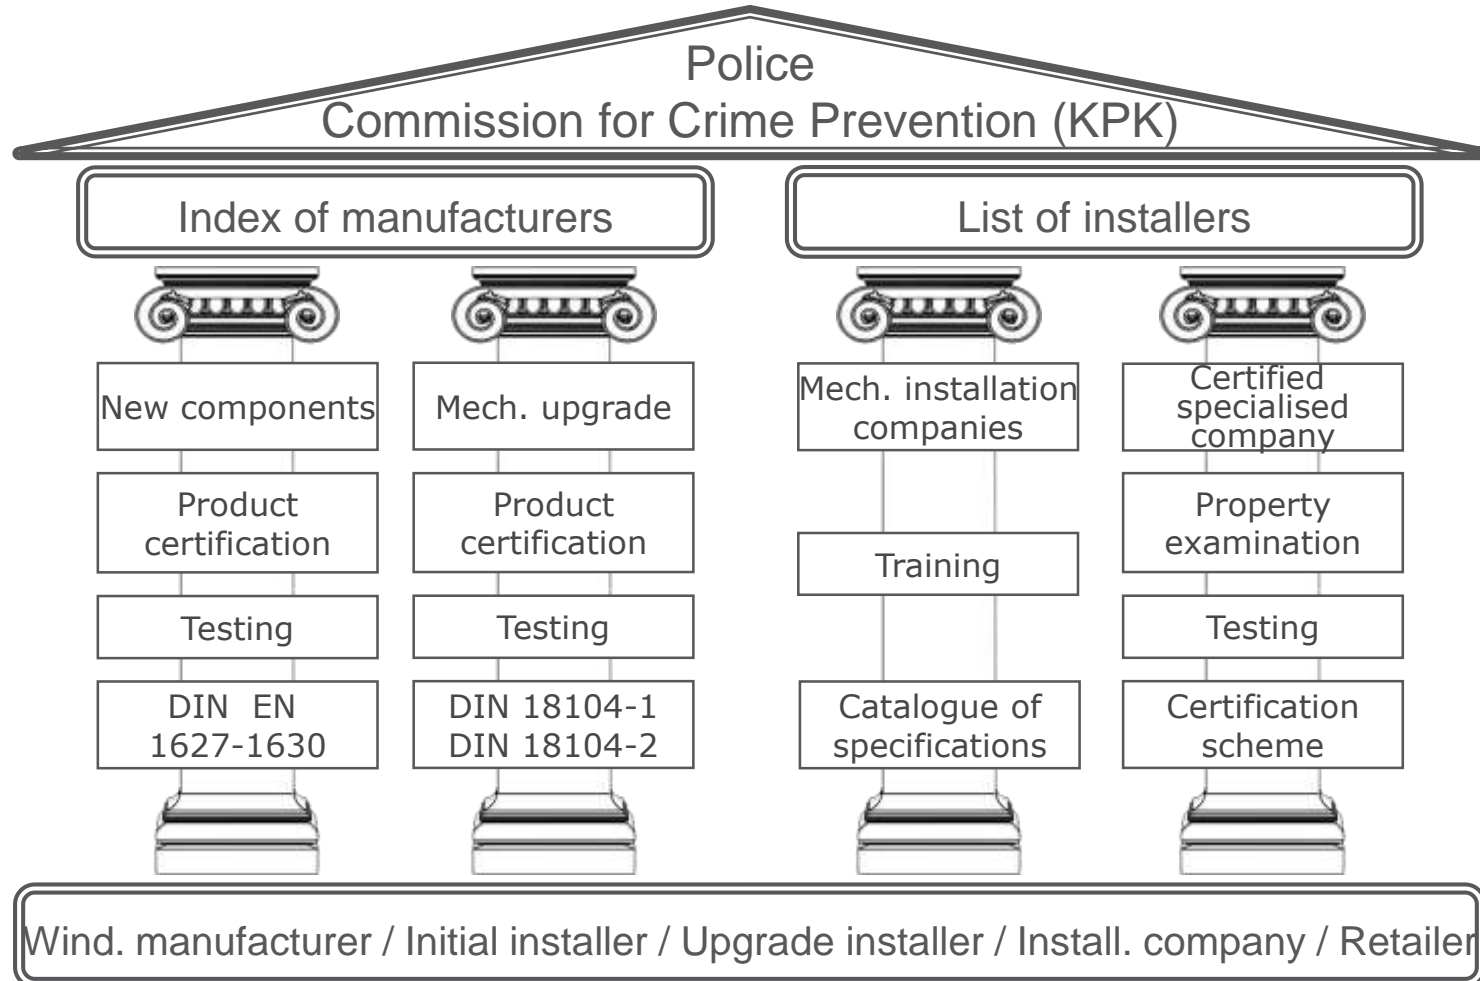 Police
Commission for Crime Prevention (KPK)
Index of manufacturers
List of installers
New components
Product
certification
Testing
DIN EN
1627-1630
Mech. upgrade
Product
certification
Testing
DIN 18104-1
DIN 18104-2
Mech. installation
companies
Training
Catalogue of
specifications
Certified
specialised
company
Property
examination
Testing
Certification
scheme
Wind. manufacturer / Initial installer / Upgrade installer / Install. company / Retailer